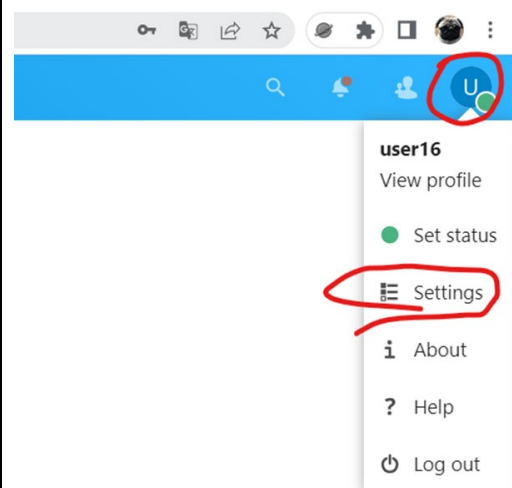 U
user16
View profile
Set status
Settings
i About
? Help
Log out